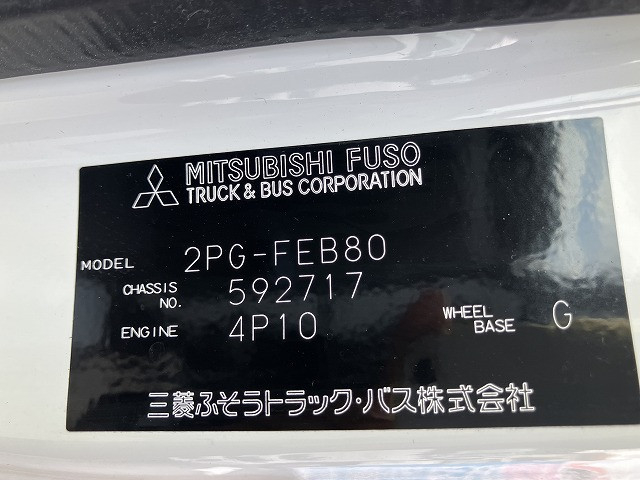 MITSUBISHI FUSO
TRUCK & BUS CORPORATION
MODEL 2PG-FEB80
CHASSIS NO. 592717
ENGINE 4P10 WHEEL BASE G
三菱ふそうトラック・バス株式会社